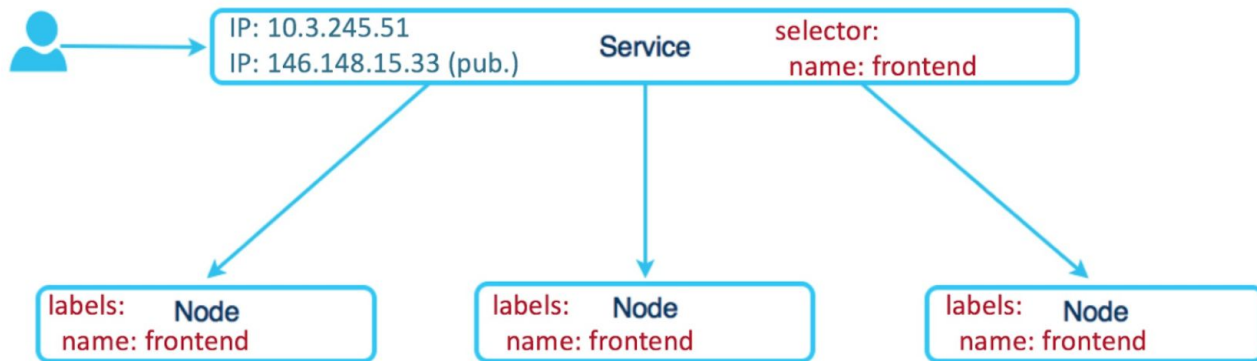 IP: 10.3.245.51
IP: 146.148.15.33 (pub.)
Service
selector:
name: frontend
labels:
Node
name: frontend
labels:
Node
name: frontend
labels:
Node
name: frontend